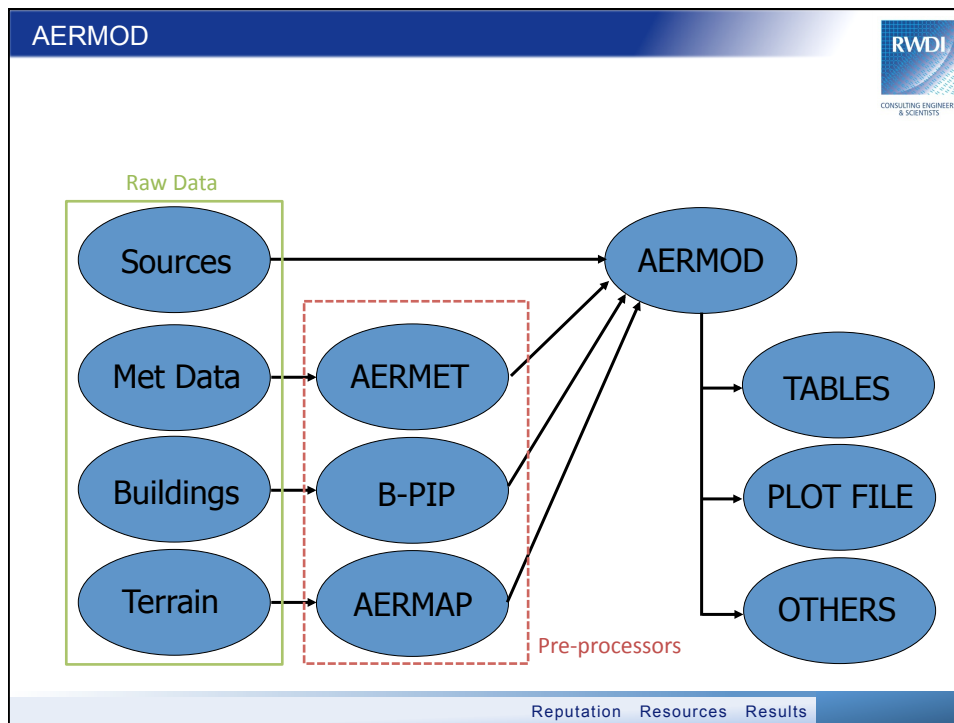 AERMOD
RWDI
CONSULTING ENGINEERS
& SCIENTISTS
Raw Data
Sources
AERMOD
Met Data
AERMET
TABLES
Buildings
B-PIP
PLOT FILE
Terrain
AERMAP
OTHERS
Pre-processors
Reputation Resources Results